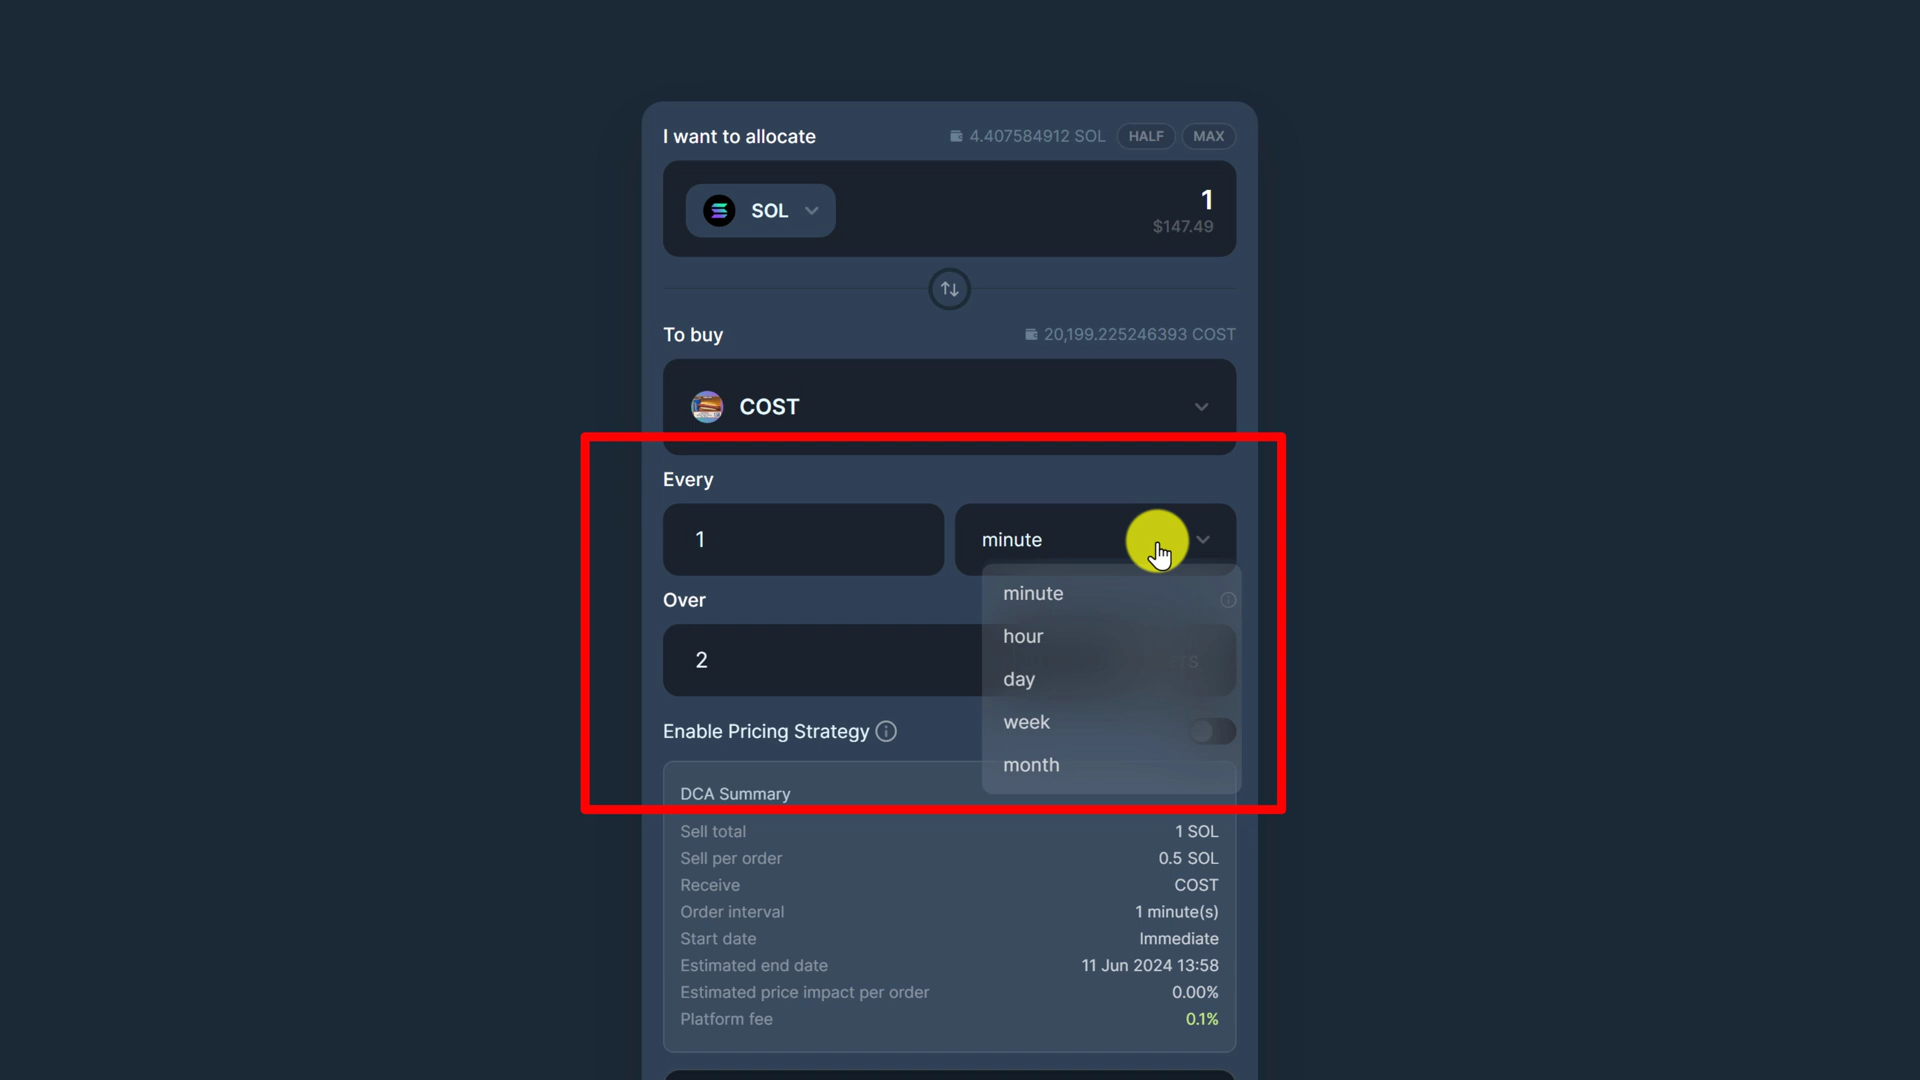 I want to allocate
4.407584912 SOL HALF MAX
SOL
1
$147.49
To buy
20,199.225246393 COST
COST
Every
1
minute
minute
hour
day
week
month
Over
2
Enable Pricing Strategy
DCA Summary
Sell total 1 SOL
Sell per order 0.5 SOL
Receive COST
Order interval 1 minute(s)
Start date Immediate
Estimated end date 11 Jun 2024 13:58
Estimated price impact per order 0.00%
Platform fee 0.1%